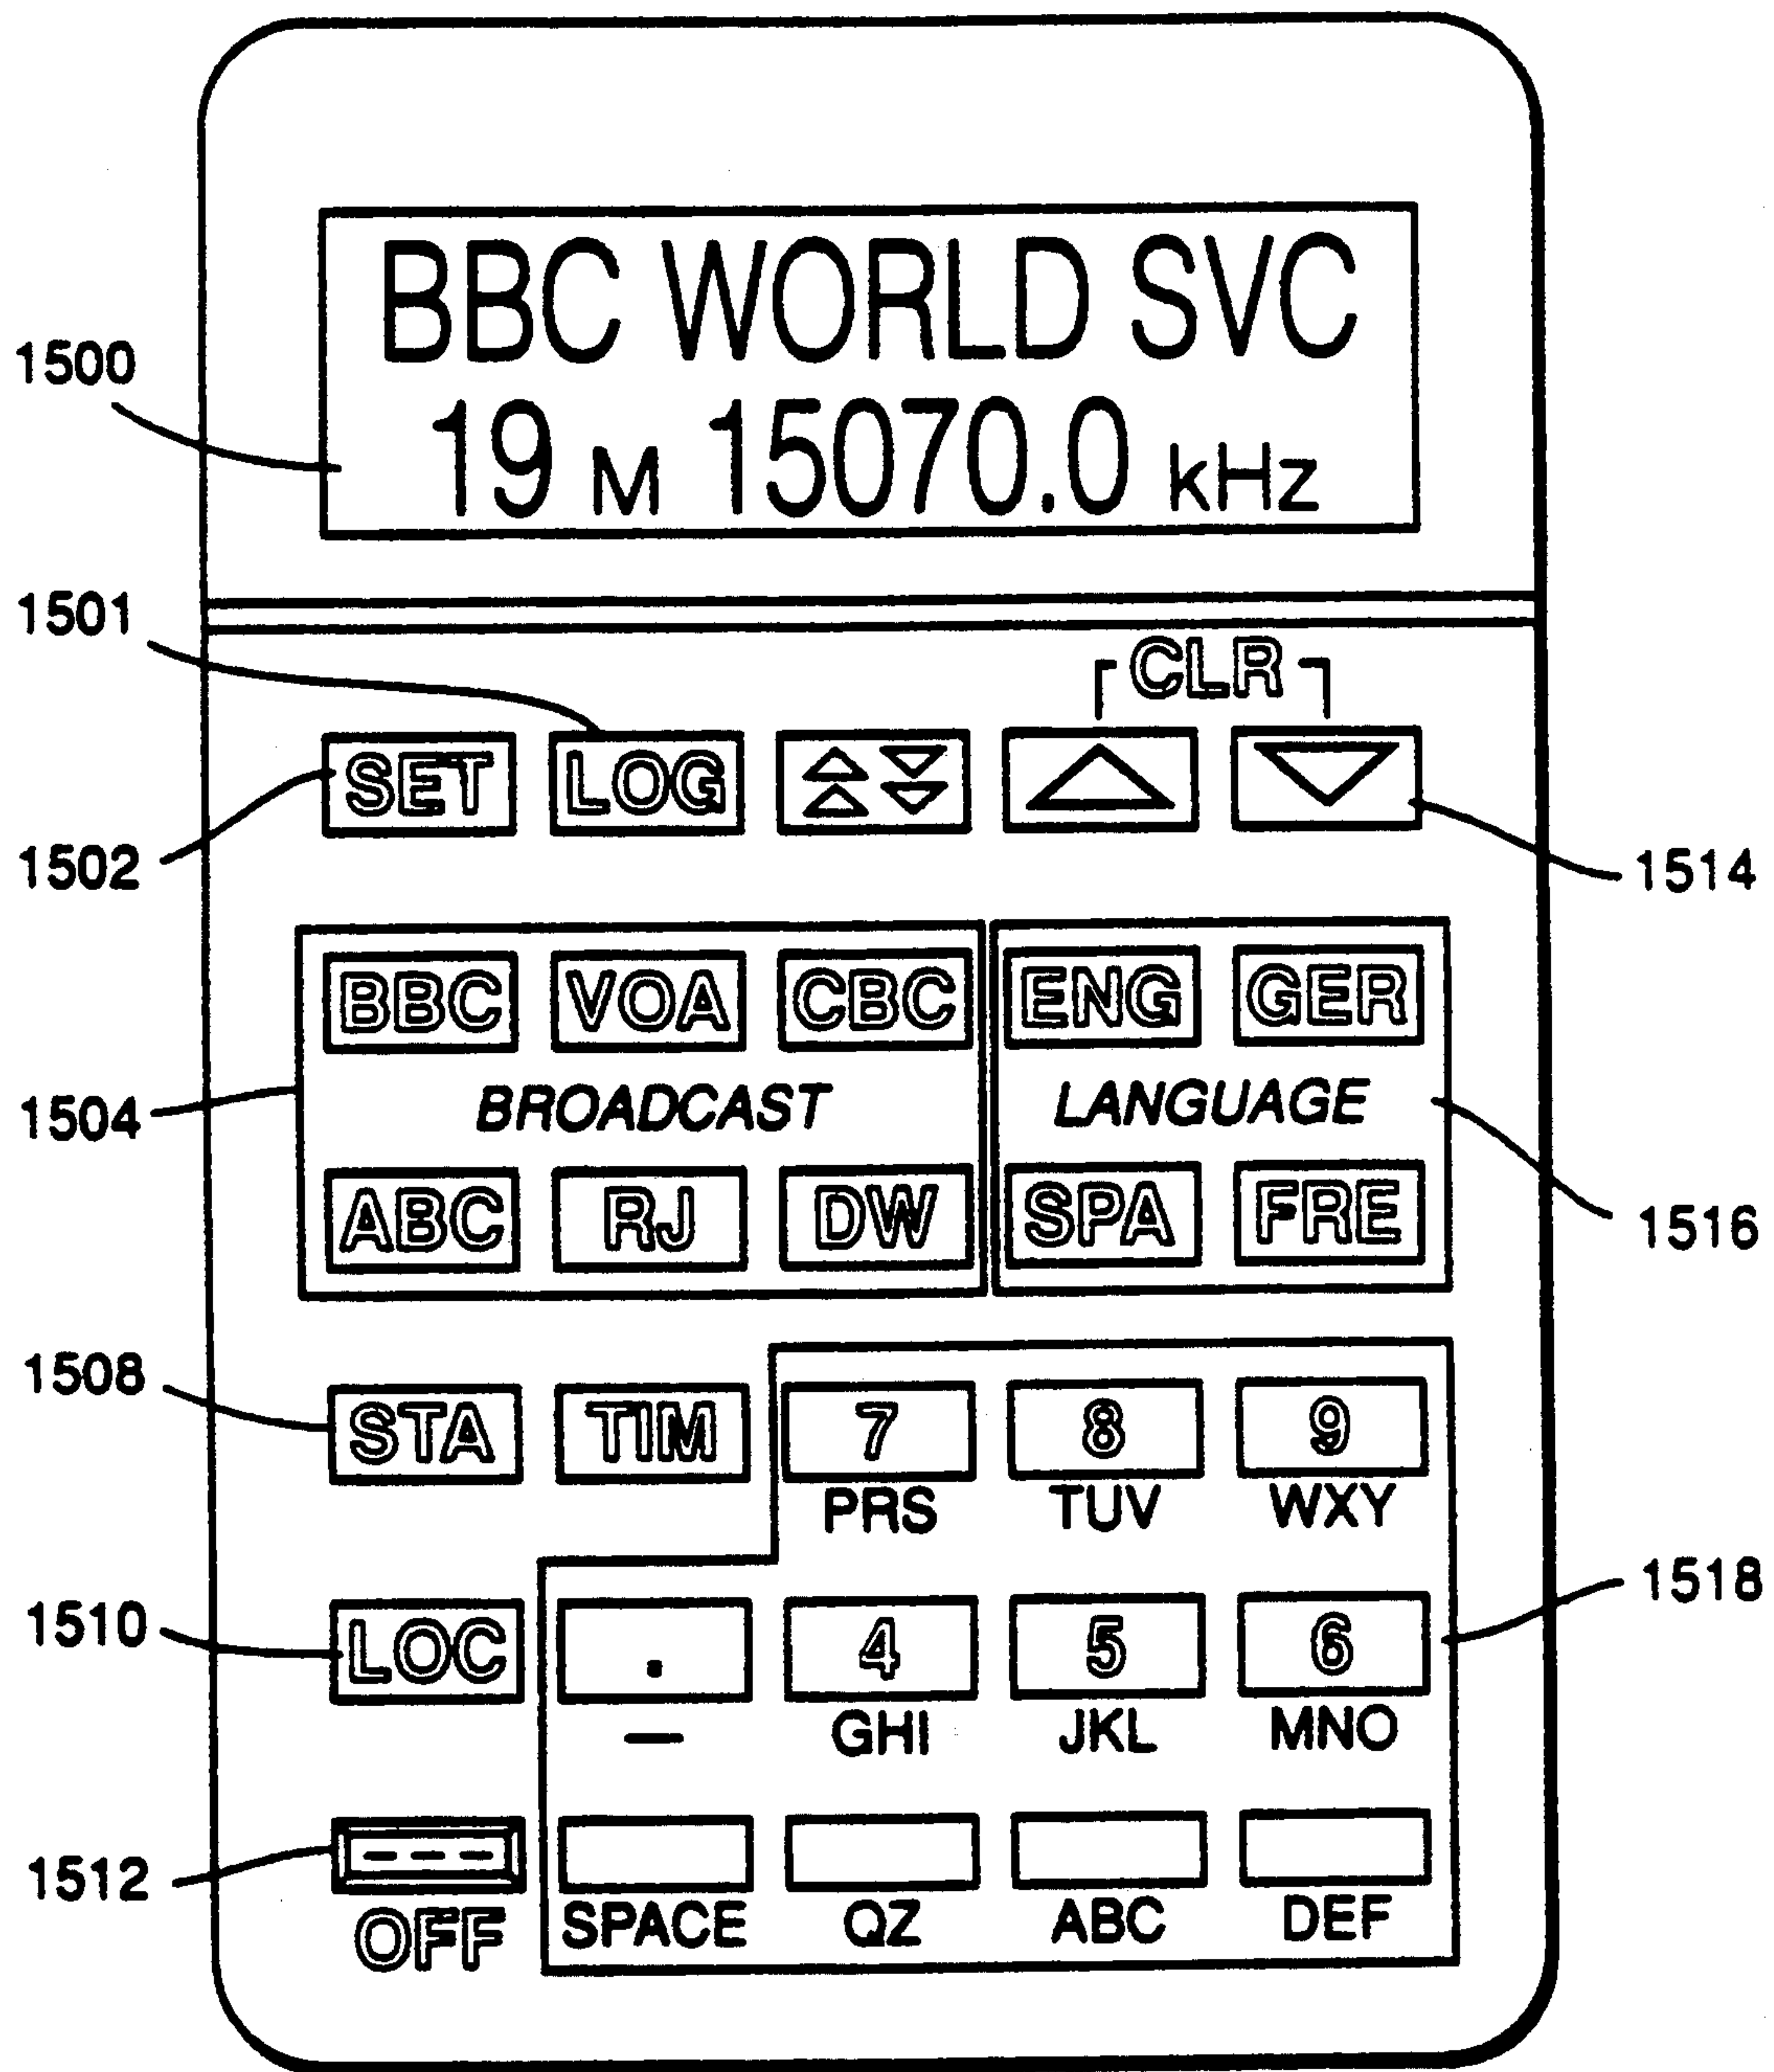 BBC WORLD SVC
1500
19 M 15070.0 kHz
1501
CLR
SET LOG
1502
1514
BBC VOA CBC ENG GER
1504
BROADCAST LANGUAGE
ABC RJ DW SPA FRE
1516
1508
STA TIM 7 8 9
PRS TUV WXY
1510
LOC . 4 5 6
1518
— GHI JKL MNO
1512
---
OFF SPACE QZ ABC DEF